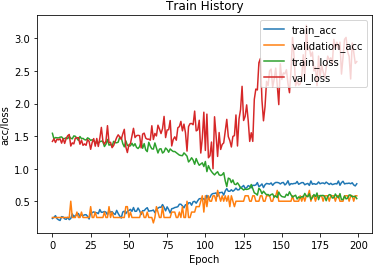 Train History
train_acc
validation_acc
train_loss
val_loss
acc/loss
3.0
2.5
2.0
1.5
1.0
0.5
0 25 50 75 100 125 150 175 200
Epoch